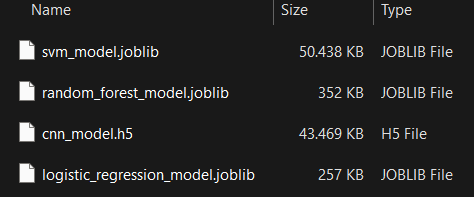 Name Size Type
svm_model.joblib 50.438 KB JOBLIB File
random_forest_model.joblib 352 KB JOBLIB File
cnn_model.h5 43.469 KB H5 File
logistic_regression_model.joblib 257 KB JOBLIB File